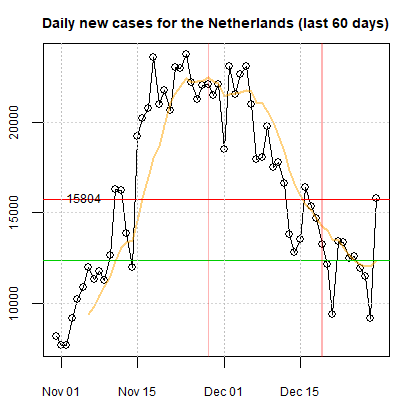 Daily new cases for the Netherlands (last 60 days)
20000
15804
15000
10000
Nov 01 Nov 15 Dec 01 Dec 15